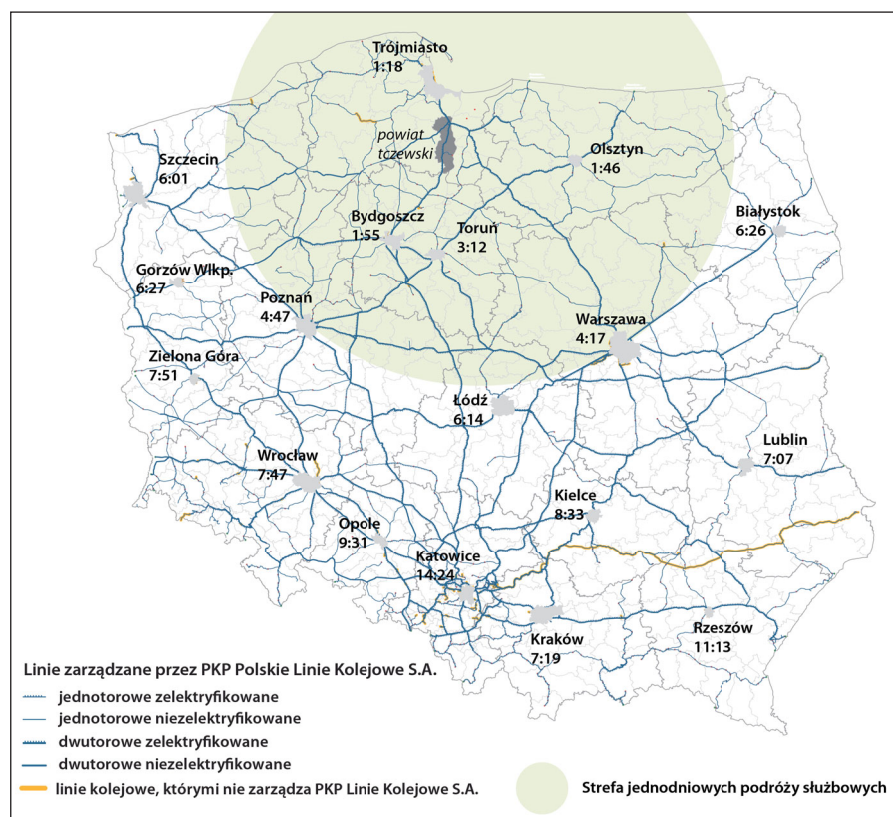 Trójmiasto
1:18
powiat
tczewski
Olsztyn
1:46
Szczecin
6:01
Bydgoszcz
1:55
Toruń
3:12
Białystok
6:26
Gorzów Wlkp.
6:27
Poznań
4:47
Warszawa
4:17
Zielona Góra
7:51
Łódź
6:14
Wrocław
7:47
Lublin
7:07
Kielce
8:33
Opole
9:31
Katowice
14:24
Kraków
7:19
Rzeszów
11:13
Linie zarządzane przez PKP Polskie Linie Kolejowe S.A.
jednotorowe zelektryfikowane
jednotorowe niezelektryfikowane
dwutorowe zelektryfikowane
dwutorowe niezelektryfikowane
linie kolejowe, którymi nie zarządza PKP Linie Kolejowe S.A.
Strefa jednodniowych podróży służbowych